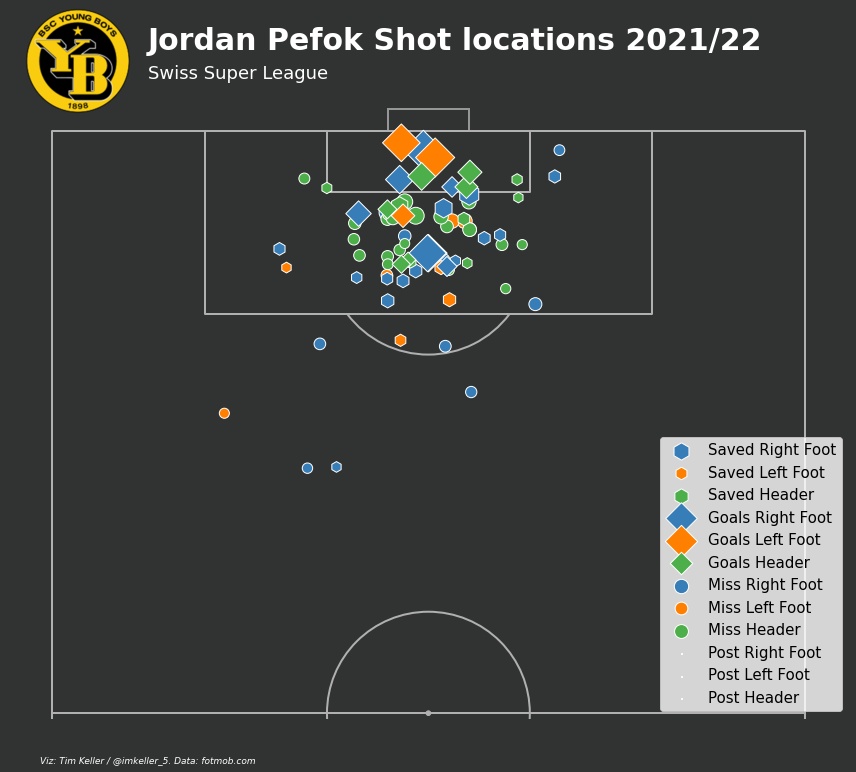 BSC YOUNG BOYS
YB
1898
Jordan Pefok Shot locations 2021/22
Swiss Super League
Saved Right Foot
Saved Left Foot
Saved Header
Goals Right Foot
Goals Left Foot
Goals Header
Miss Right Foot
Miss Left Foot
Miss Header
Post Right Foot
Post Left Foot
Post Header
Viz: Tim Keller / @imkeller_5. Data: fotmob.com